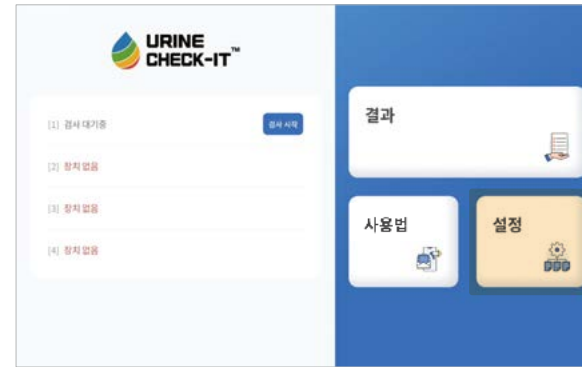 URINE
CHECK-IT™
[1] 검사 대기중
검사 시작
[2] 장치 없음
[3] 장치 없음
[4] 장치 없음
결과
사용법
설정